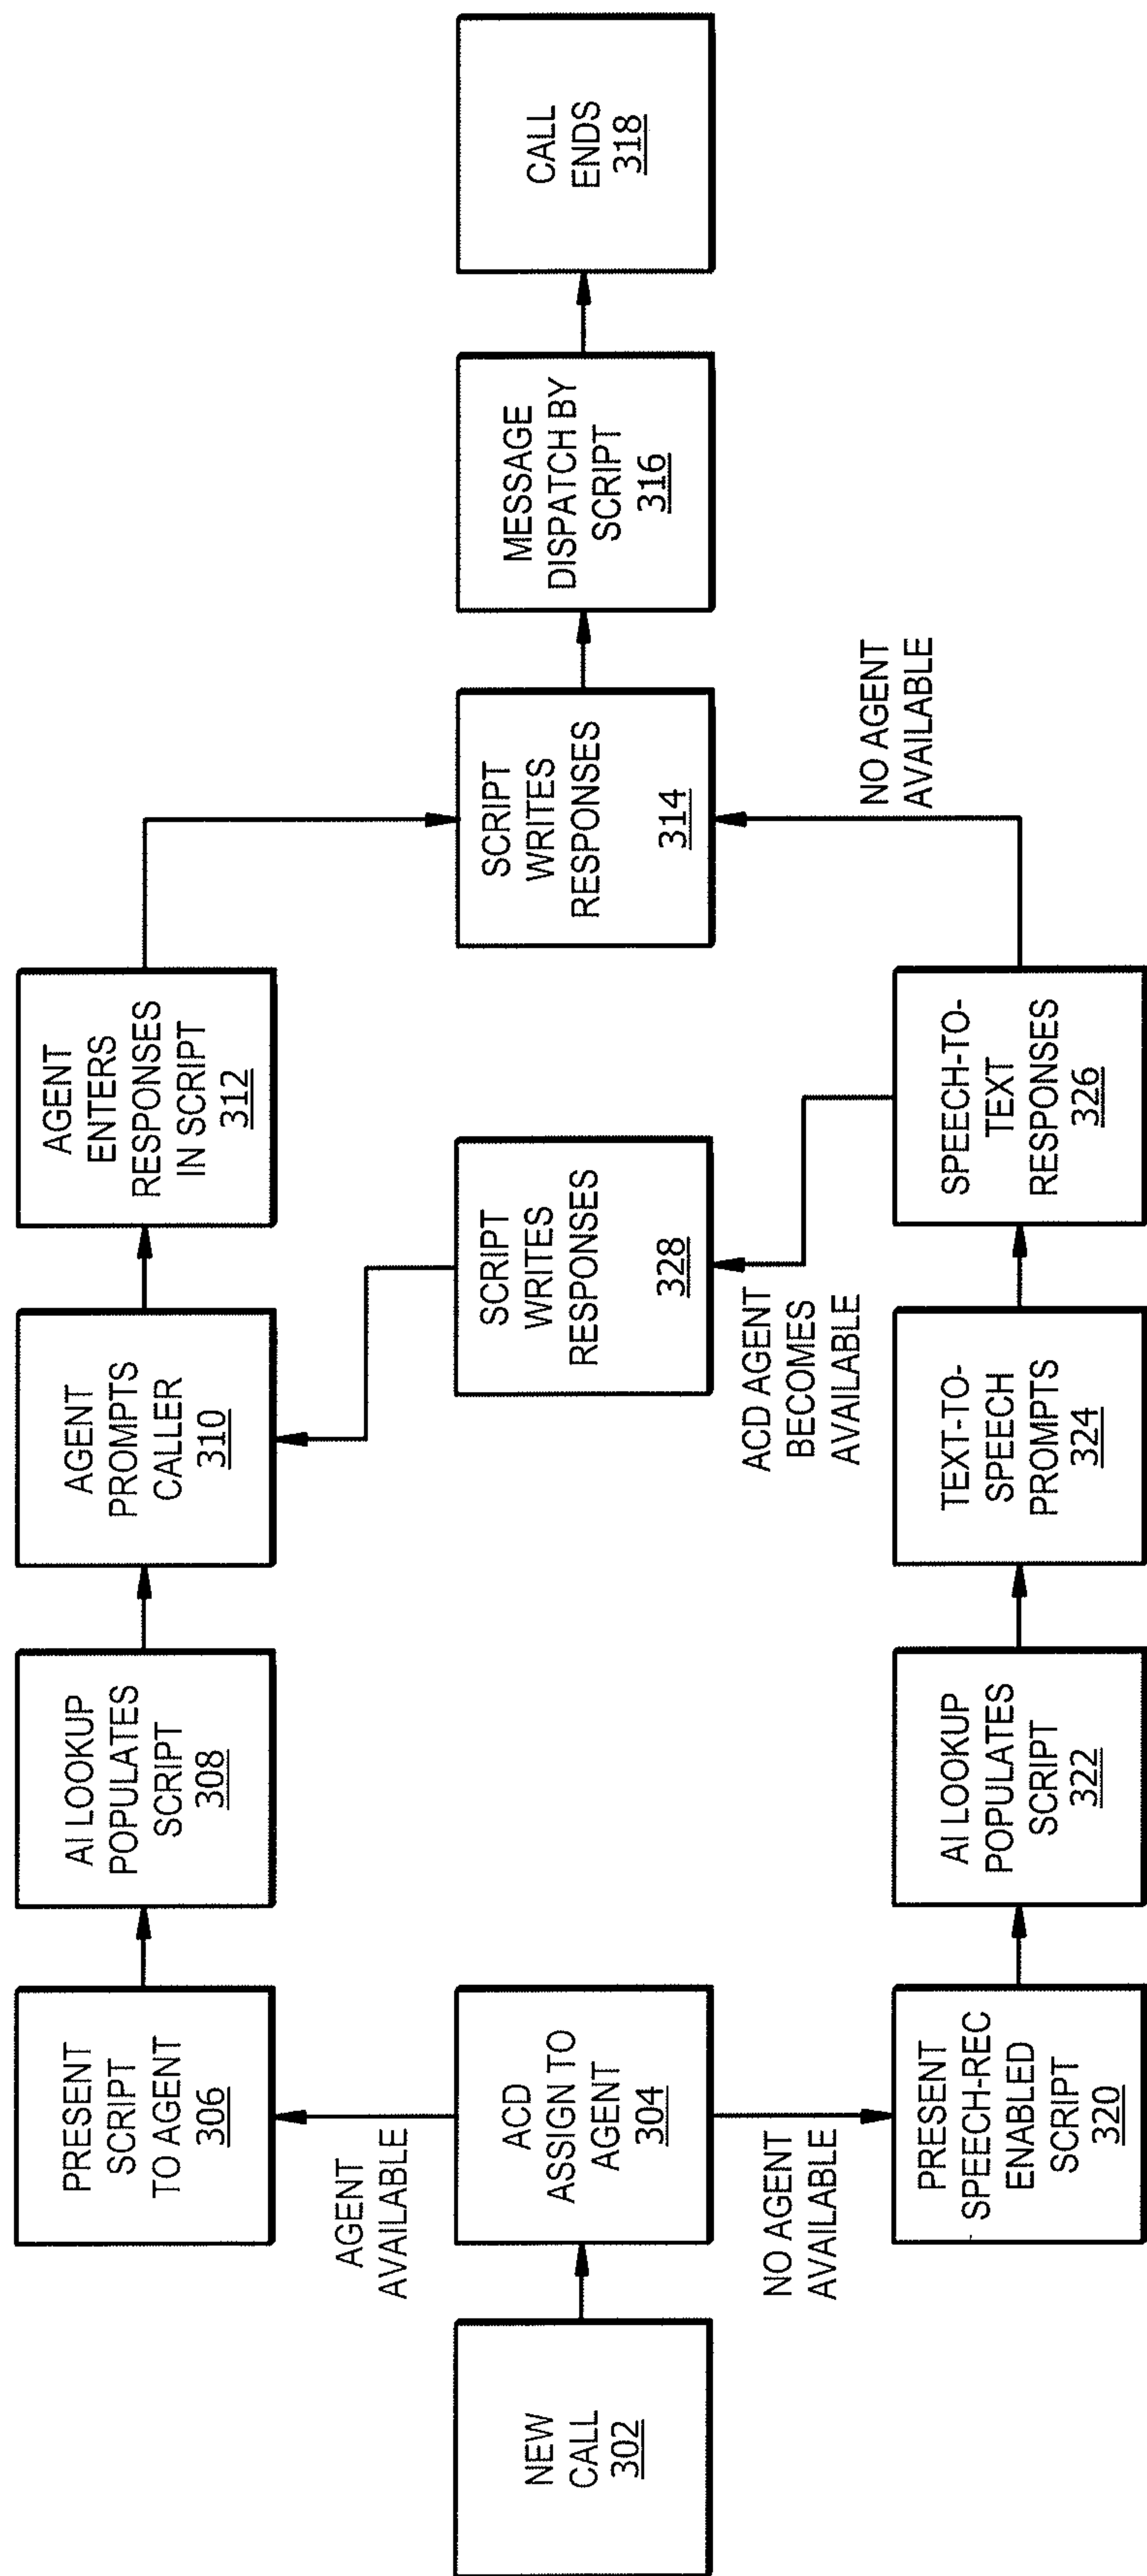 NEW
CALL
302
ACD
ASSIGN TO
AGENT
304
AGENT
AVAILABLE
NO AGENT
AVAILABLE
PRESENT
SCRIPT
TO AGENT
306
AI LOOKUP
POPULATES
SCRIPT
308
AGENT
PROMPTS
CALLER
310
AGENT
ENTERS
RESPONSES
IN SCRIPT
312
SCRIPT
WRITES
RESPONSES
314
MESSAGE
DISPATCH BY
SCRIPT
316
CALL
ENDS
318
PRESENT
SPEECH-REC
ENABLED
SCRIPT
320
AI LOOKUP
POPULATES
SCRIPT
322
TEXT-TO-
SPEECH
PROMPTS
324
SPEECH-TO-
TEXT
RESPONSES
326
ACD AGENT
BECOMES
AVAILABLE
SCRIPT
WRITES
RESPONSES
328
NO AGENT
AVAILABLE